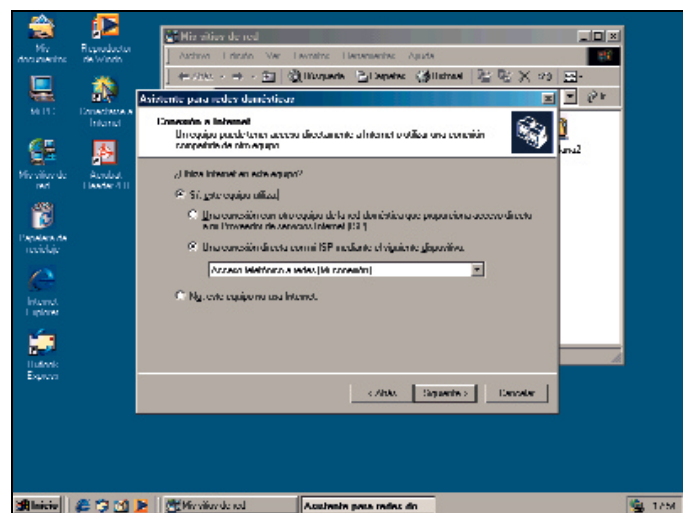 Mis documentos
Reproductor de Windo
Mi PC
Conectarse a Internet
Mis sitios de red
Acrobat Reader 4.0
Papelera de reciclaje
Internet Explorer
Outlook Express
Mis sitios de red
Archivo Edición Ver Favoritos Herramientas Ayuda
Atrás Búsqueda Carpetas Historial
Ir
Asistente para redes domésticas
Conexión a Internet
Un equipo puede tener acceso directamente a Internet o utilizar una conexión
compartida de otro equipo.
¿Utiliza Internet en este equipo?
Sí, este equipo utiliza:
Una conexión con otro equipo de la red doméstica que proporciona acceso directo
a mi Proveedor de servicios Internet (ISP)
Una conexión directa con mi ISP mediante el siguiente dispositivo.
Acceso telefónico a redes [Mi conexión]
No, este equipo no usa Internet.
< Atrás Siguiente > Cancelar
Inicio Mis sitios de red Asistente para redes do 17:51